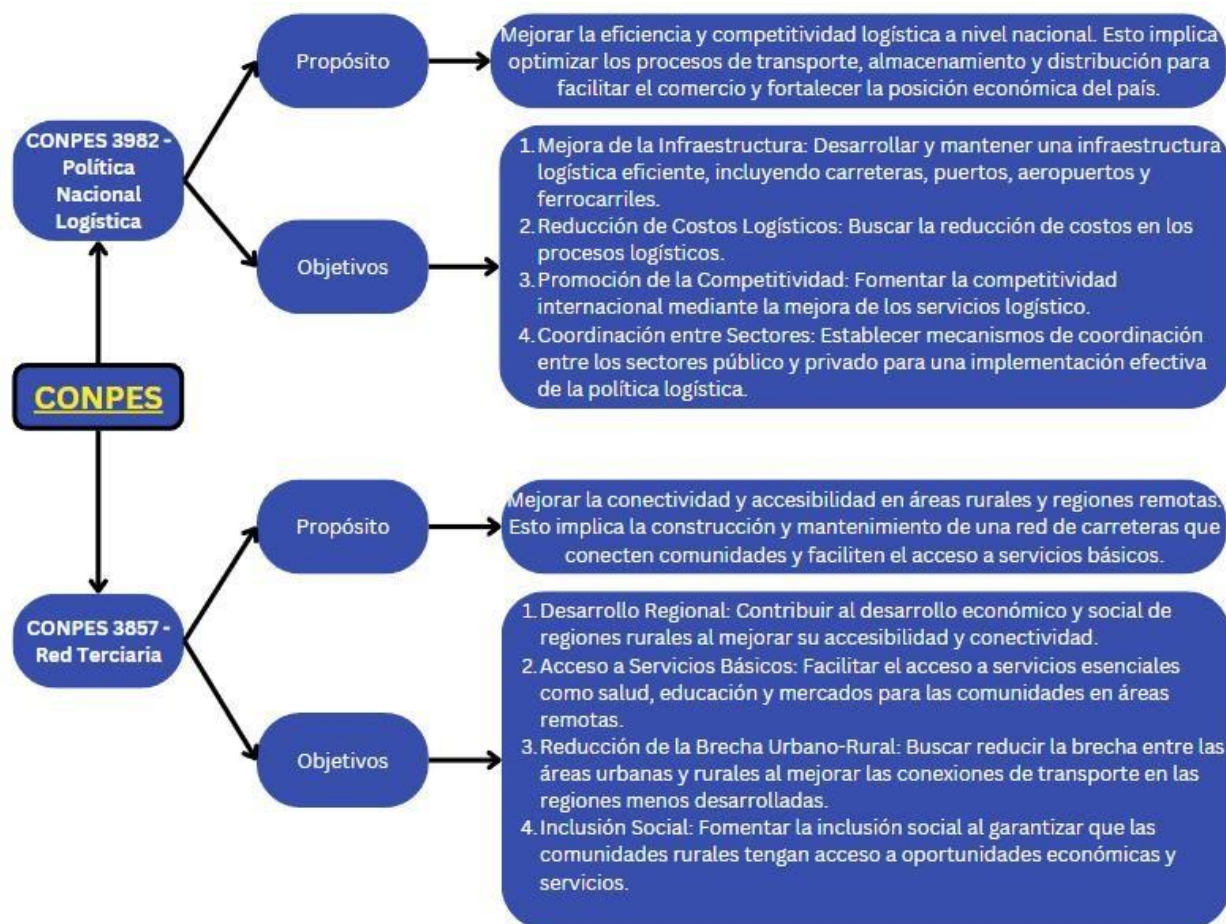 Propósito
Mejorar la eficiencia y competitividad logística a nivel nacional. Esto implica
optimizar los procesos de transporte, almacenamiento y distribución para
facilitar el comercio y fortalecer la posición económica del país.
CONPES 3982 -
Política
Nacional
Logística
Objetivos
1. Mejora de la Infraestructura: Desarrollar y mantener una infraestructura
logística eficiente, incluyendo carreteras, puertos, aeropuertos y
ferrocarriles.
2. Reducción de Costos Logísticos: Buscar la reducción de costos en los
procesos logísticos.
3. Promoción de la Competitividad: Fomentar la competitividad
internacional mediante la mejora de los servicios logístico.
4. Coordinación entre Sectores: Establecer mecanismos de coordinación
entre los sectores público y privado para una implementación efectiva
de la política logística.
CONPES
Propósito
Mejorar la conectividad y accesibilidad en áreas rurales y regiones remotas.
Esto implica la construcción y mantenimiento de una red de carreteras que
conecten comunidades y faciliten el acceso a servicios básicos.
CONPES 3857 -
Red Terciaria
Objetivos
1. Desarrollo Regional: Contribuir al desarrollo económico y social de
regiones rurales al mejorar su accesibilidad y conectividad.
2. Acceso a Servicios Básicos: Facilitar el acceso a servicios esenciales
como salud, educación y mercados para las comunidades en áreas
remotas.
3. Reducción de la Brecha Urbano-Rural: Buscar reducir la brecha entre las
áreas urbanas y rurales al mejorar las conexiones de transporte en las
regiones menos desarrolladas.
4. Inclusión Social: Fomentar la inclusión social al garantizar que las
comunidades rurales tengan acceso a oportunidades económicas y
servicios.